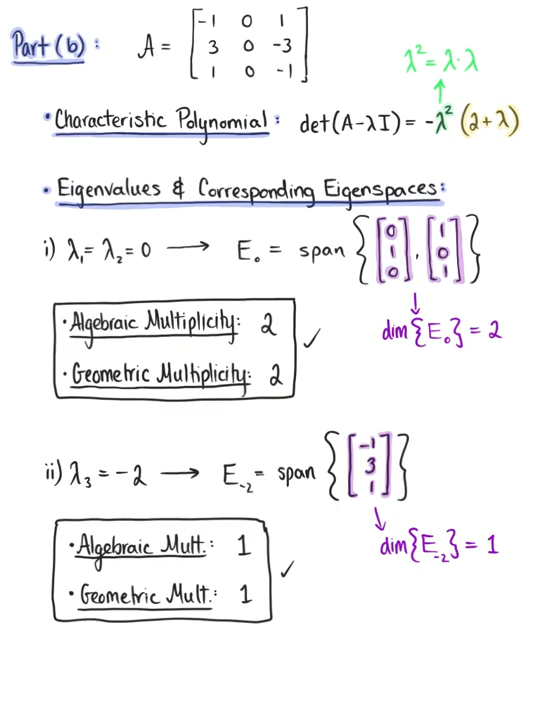 Part (b): A = [-1 0 1; 3 0 -3; 1 0 -1]
λ² = λ·λ
• Characteristic Polynomial: det(A-λI) = -λ² (2+λ)
• Eigenvalues & Corresponding Eigenspaces:
i) λ₁ = λ₂ = 0 → E₀ = span {[0; 1; 0], [1; 0; 1]}
dim{E₀} = 2
• Algebraic Multiplicity: 2
• Geometric Multiplicity: 2 ✓
ii) λ₃ = -2 → E₋₂ = span {[-1; 3; 1]}
dim{E₋₂} = 1
• Algebraic Mult.: 1
• Geometric Mult.: 1 ✓